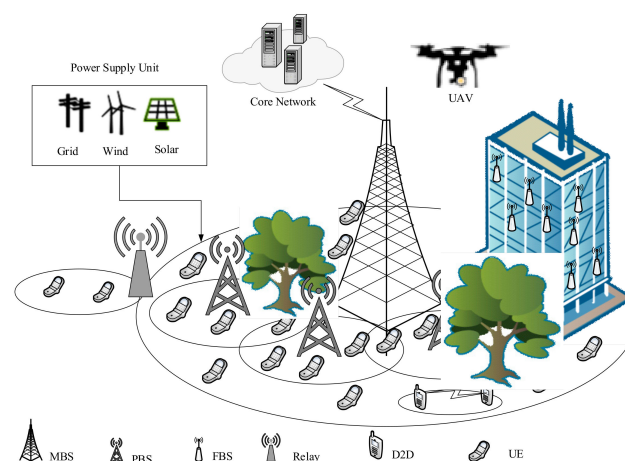 Power Supply Unit
Grid Wind Solar
Core Network
UAV
MBS PBS FBS Relay D2D UE